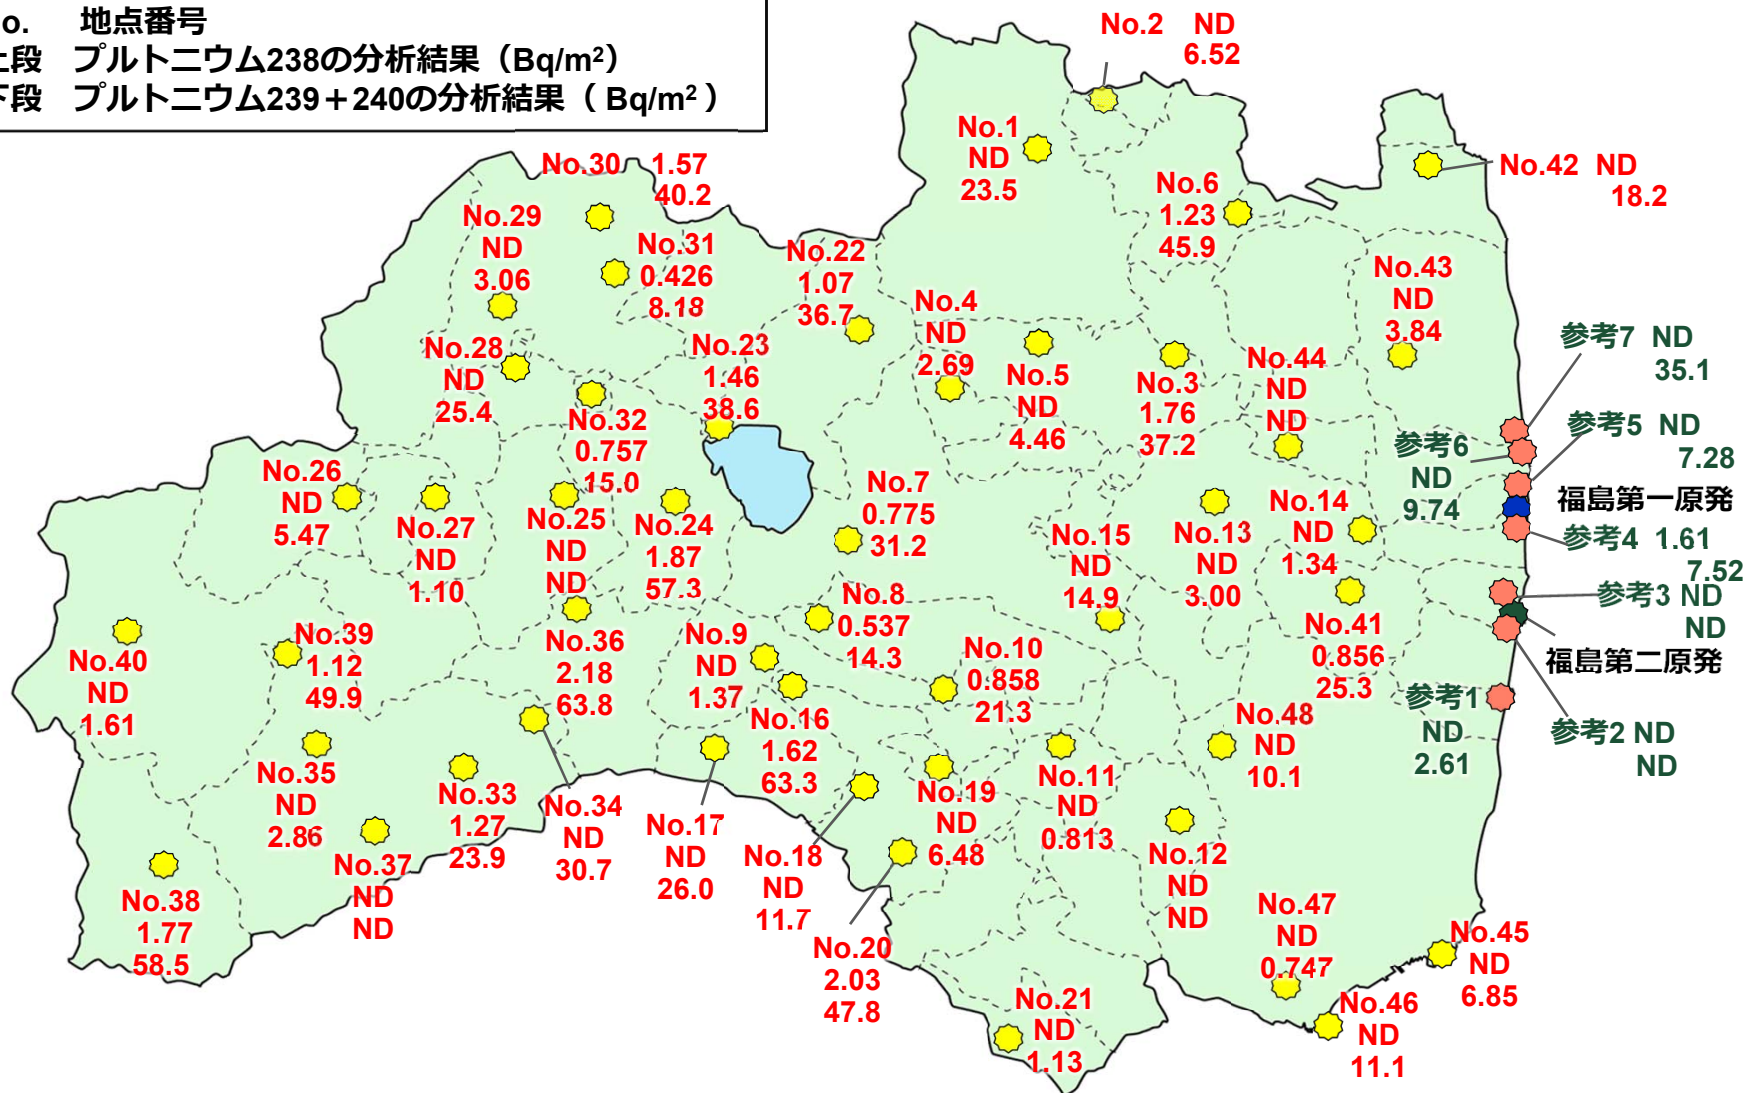 o. 地点番号
段 プルトニウム238の分析結果（Bq/m²）
段 プルトニウム239＋240の分析結果（ Bq/m² ）
No.2 ND
6.52
No.1
ND
23.5
No.6
1.23
45.9
No.42 ND
18.2
No.30 1.57
40.2
No.29
ND
3.06
No.31
0.426
8.18
No.22
1.07
36.7
No.43
ND
3.84
No.4
ND
2.69
No.28
ND
25.4
No.23
1.46
38.6
No.5
ND
4.46
No.3
1.76
37.2
No.44
ND
ND
参考7 ND
35.1
参考5 ND
7.28
参考6
ND
9.74
福島第一原発
参考4 1.61
7.52
参考3 ND
ND
福島第二原発
参考2 ND
ND
参考1
ND
2.61
No.32
0.757
15.0
No.26
ND
5.47
No.27
ND
1.10
No.25
ND
ND
No.24
1.87
57.3
No.7
0.775
31.2
No.15
ND
14.9
No.13
ND
3.00
No.14
ND
1.34
No.8
0.537
14.3
No.41
0.856
25.3
No.40
ND
1.61
No.39
1.12
49.9
No.36
2.18
63.8
No.9
ND
1.37
No.10
0.858
21.3
No.16
1.62
63.3
No.48
ND
10.1
No.35
ND
2.86
No.33
1.27
23.9
No.34
ND
30.7
No.17
ND
26.0
No.18
ND
11.7
No.19
ND
6.48
No.11
ND
0.813
No.12
ND
ND
No.37
ND
ND
No.38
1.77
58.5
No.20
2.03
47.8
No.21
ND
1.13
No.47
ND
0.747
No.45
ND
6.85
No.46
ND
11.1